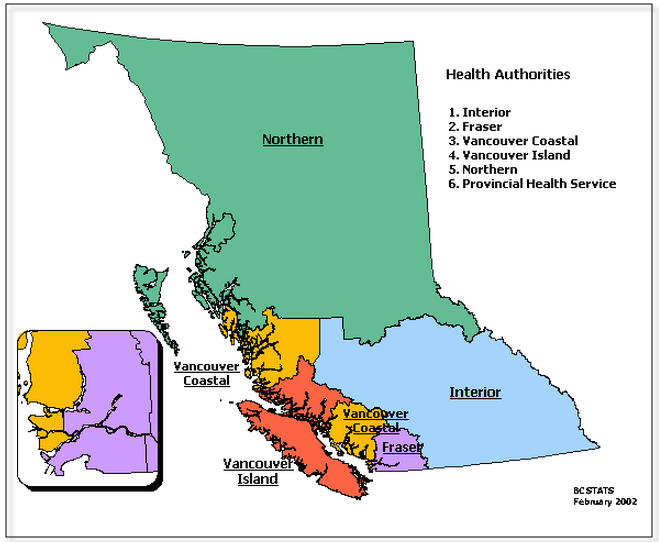 Health Authorities
1. Interior
2. Fraser
3. Vancouver Coastal
4. Vancouver Island
5. Northern
6. Provincial Health Service
Northern
Vancouver
Coastal
Interior
Vancouver
Coastal
Fraser
Vancouver
Island
BCSTATS
February 2002